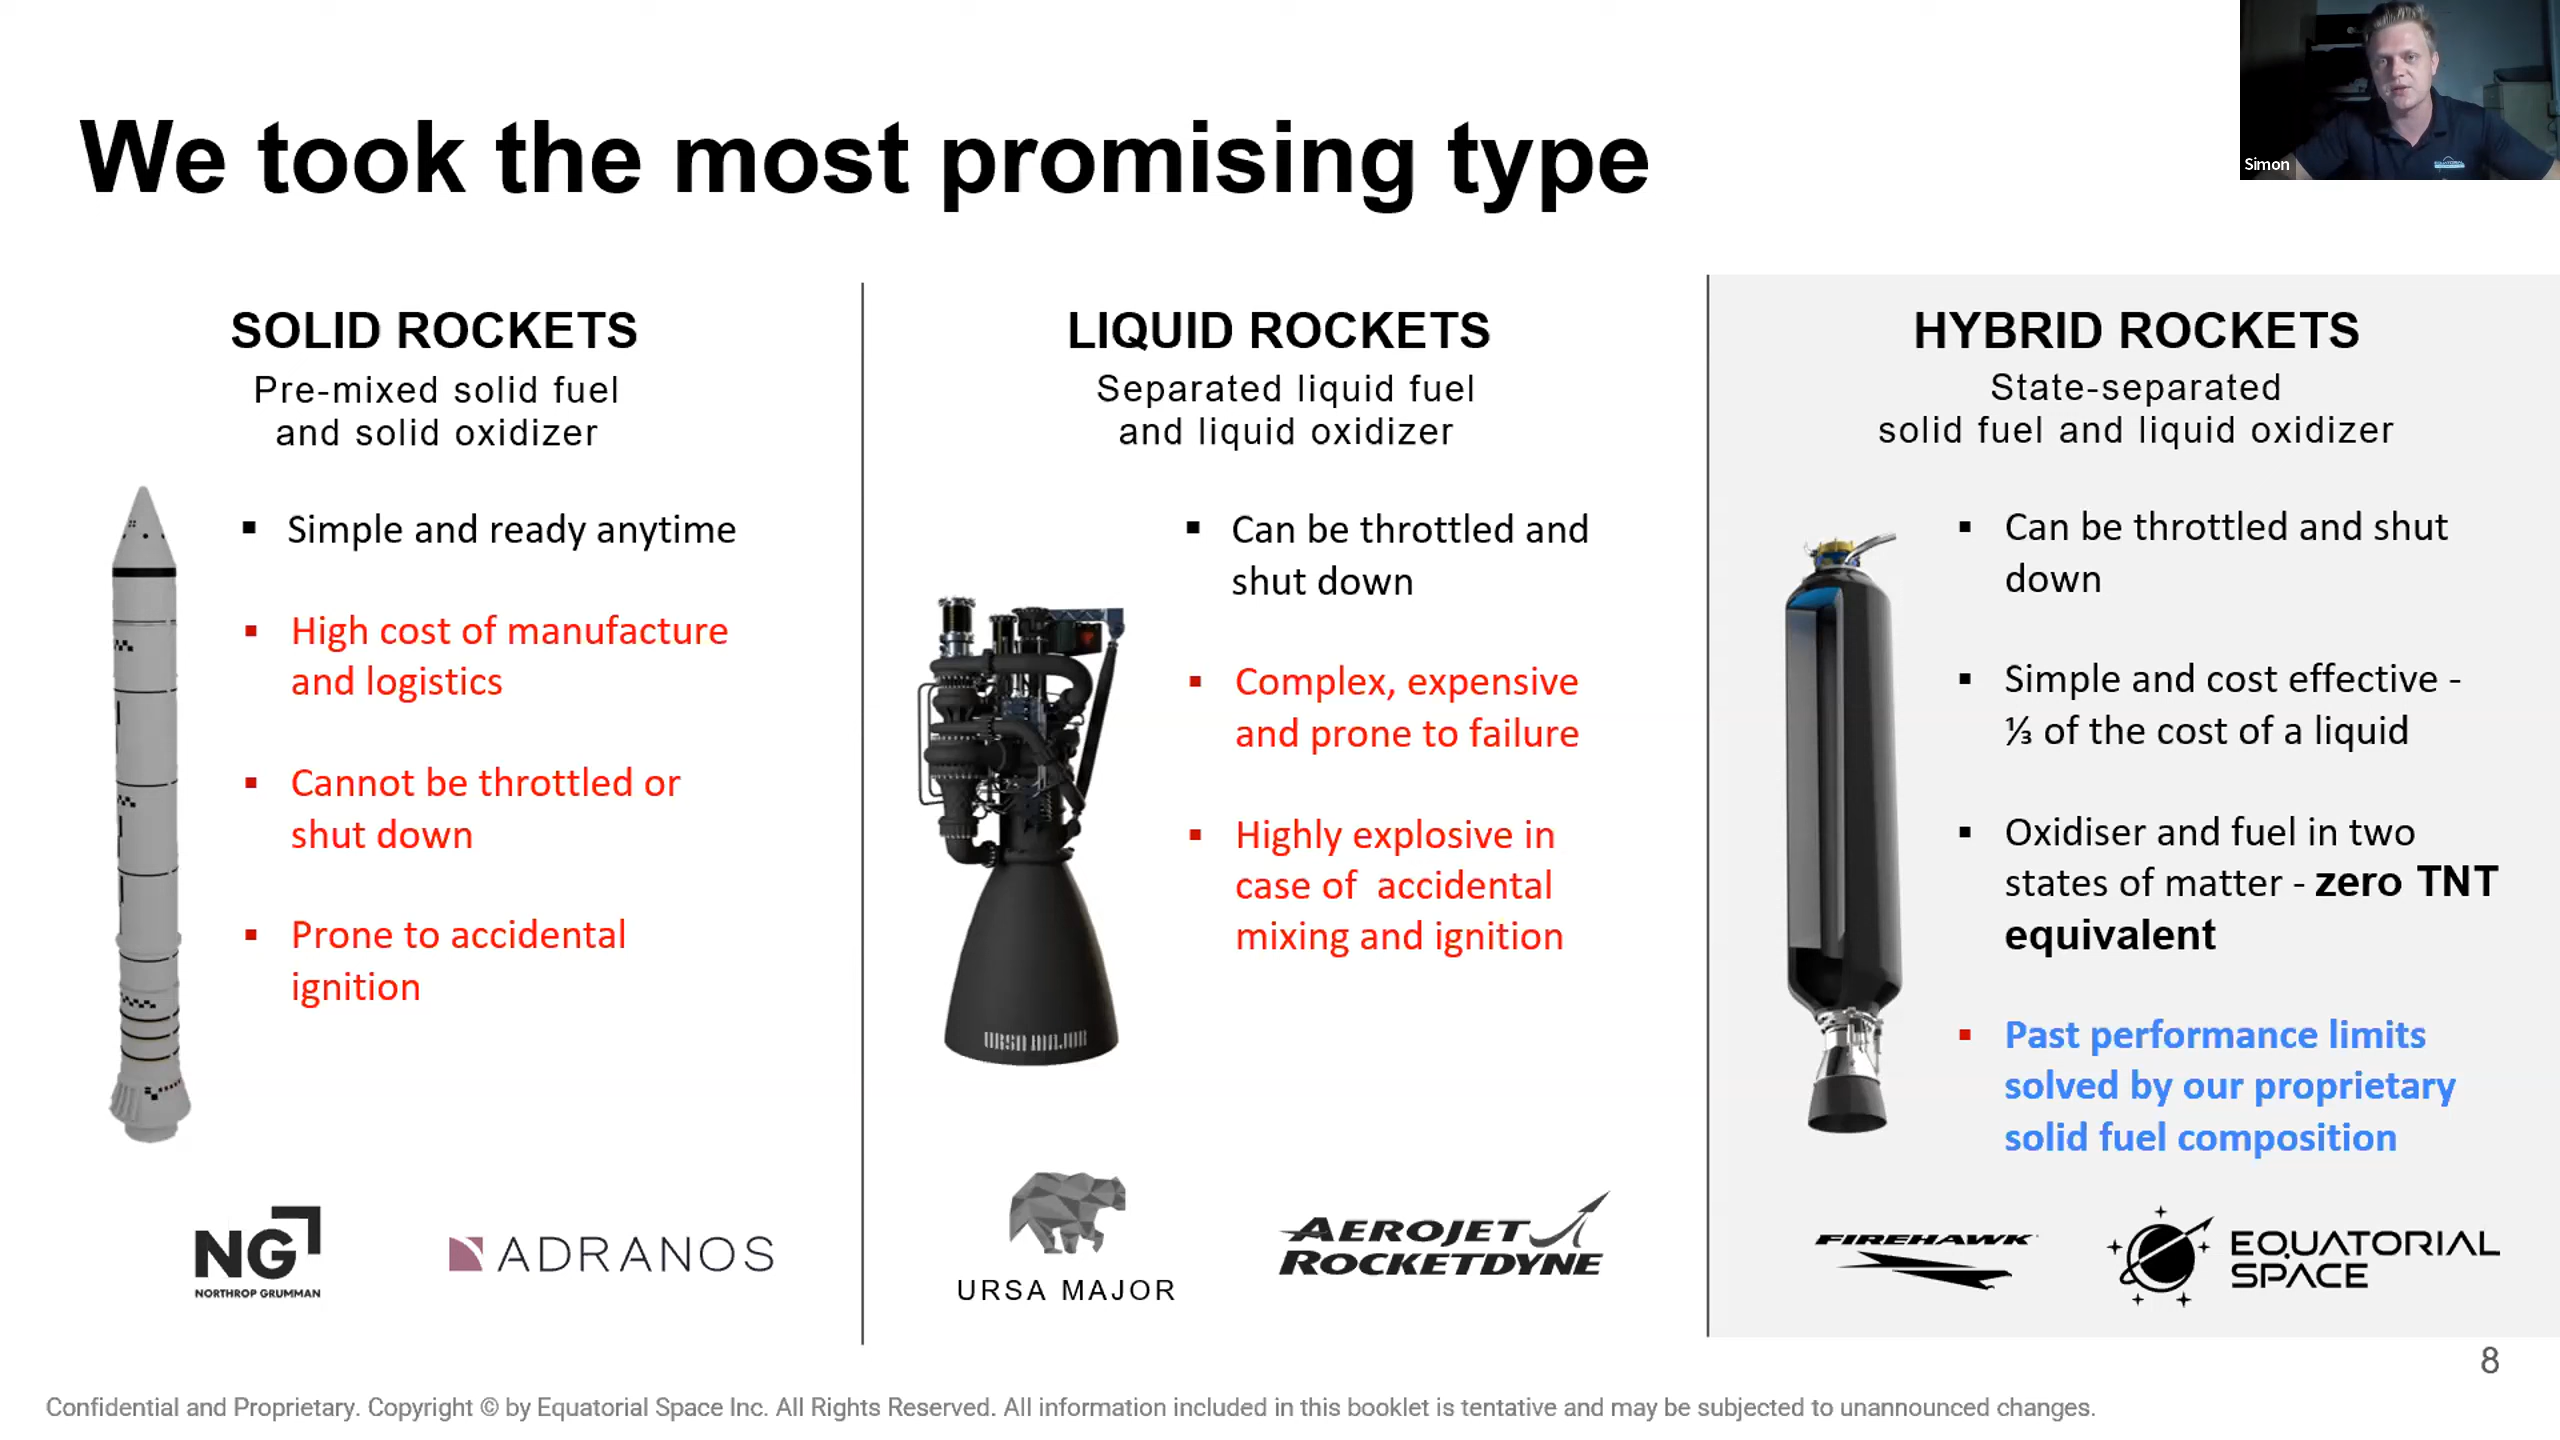 Simon
We took the most promising type
SOLID ROCKETS
Pre-mixed solid fuel
and solid oxidizer
▪ Simple and ready anytime
▪ High cost of manufacture
and logistics
▪ Cannot be throttled or
shut down
▪ Prone to accidental
ignition
NG
NORTHROP GRUMMAN
ADRANOS
LIQUID ROCKETS
Separated liquid fuel
and liquid oxidizer
▪ Can be throttled and
shut down
▪ Complex, expensive
and prone to failure
▪ Highly explosive in
case of accidental
mixing and ignition
URSA MAJOR
URSA MAJOR
AEROJET
ROCKETDYNE
HYBRID ROCKETS
State-separated
solid fuel and liquid oxidizer
▪ Can be throttled and shut
down
▪ Simple and cost effective -
⅓ of the cost of a liquid
▪ Oxidiser and fuel in two
states of matter - zero TNT
equivalent
▪ Past performance limits
solved by our proprietary
solid fuel composition
FIREHAWK
EQUATORIAL
SPACE
8
Confidential and Proprietary. Copyright © by Equatorial Space Inc. All Rights Reserved. All information included in this booklet is tentative and may be subjected to unannounced changes.